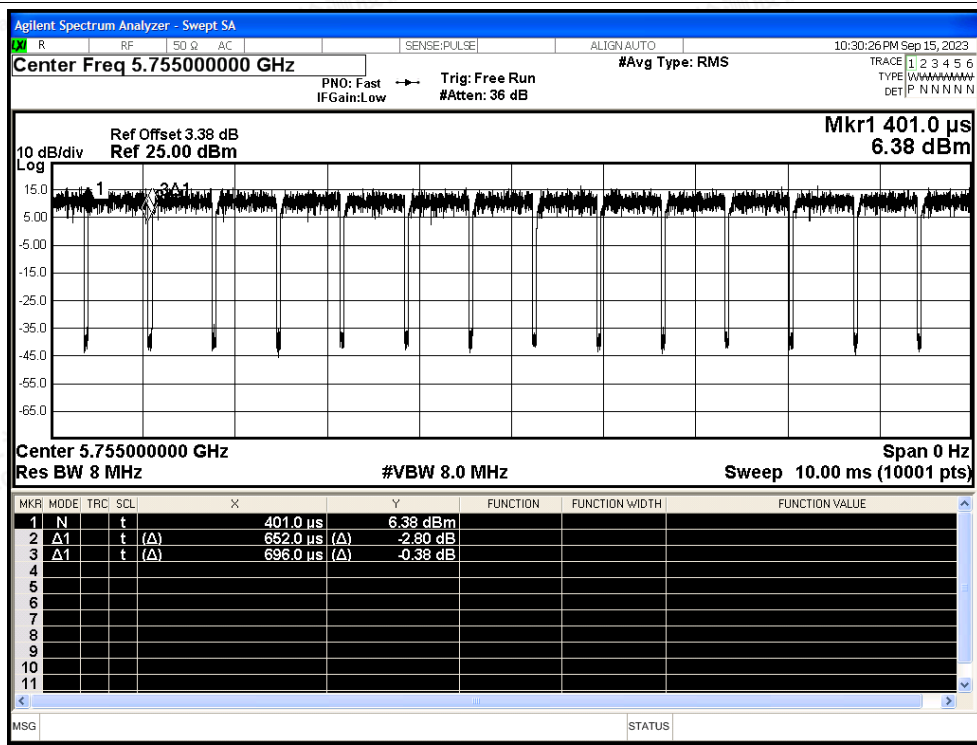 Agilent Spectrum Analyzer - Swept SA
LXI R RF 50 Ω AC SENSE:PULSE ALIGN AUTO 10:30:26 PM Sep 15, 2023
Center Freq 5.755000000 GHz #Avg Type: RMS TRACE 1 2 3 4 5 6
PNO: Fast Trig: Free Run TYPE
IFGain:Low #Atten: 36 dB DET P N N N N N
Mkr1 401.0 µs
Ref Offset 3.38 dB
10 dB/div Ref 25.00 dBm 6.38 dBm
Log
15.0
1 3Δ1
5.00
-5.00
-15.0
-25.0
-35.0
-45.0
-55.0
-65.0
Center 5.755000000 GHz Span 0 Hz
Res BW 8 MHz #VBW 8.0 MHz Sweep 10.00 ms (10001 pts)
MKR MODE TRC SCL X Y FUNCTION FUNCTION WIDTH FUNCTION VALUE
1 N t 401.0 µs 6.38 dBm
2 Δ1 t (Δ) 652.0 µs (Δ) -2.80 dB
3 Δ1 t (Δ) 696.0 µs (Δ) -0.38 dB
4
5
6
7
8
9
10
11
MSG STATUS